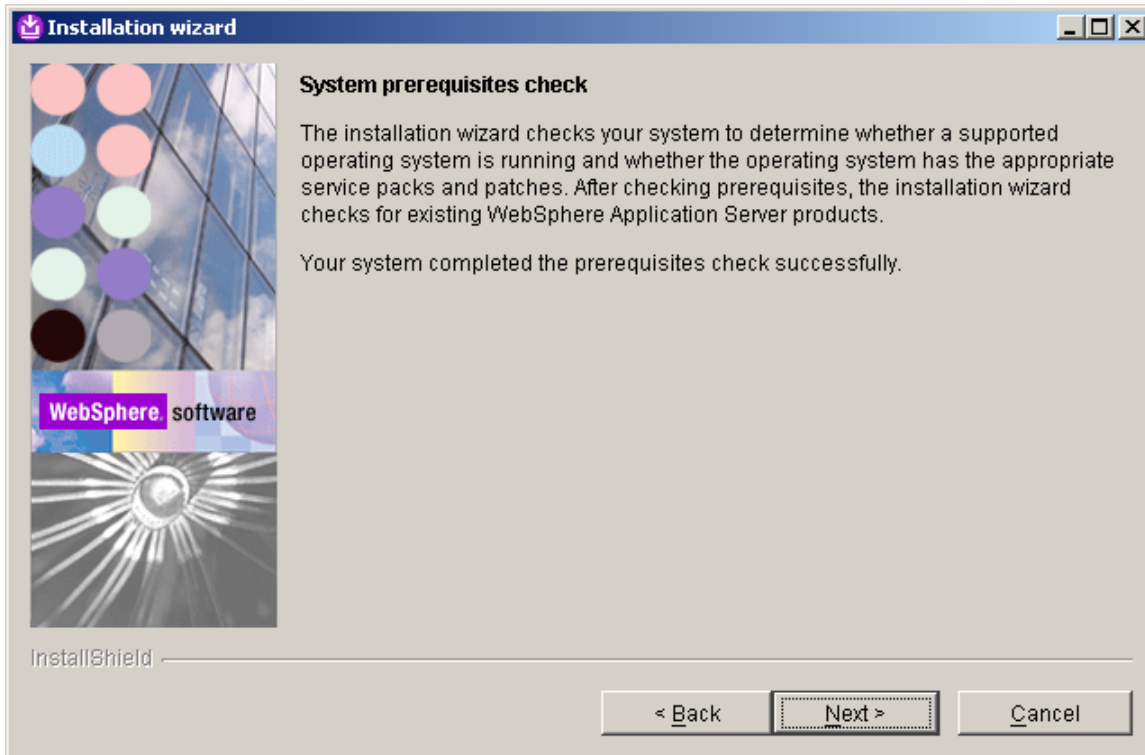 Installation wizard
System prerequisites check
The installation wizard checks your system to determine whether a supported
operating system is running and whether the operating system has the appropriate
service packs and patches. After checking prerequisites, the installation wizard
checks for existing WebSphere Application Server products.
Your system completed the prerequisites check successfully.
WebSphere. software
InstallShield
< Back
Next >
Cancel